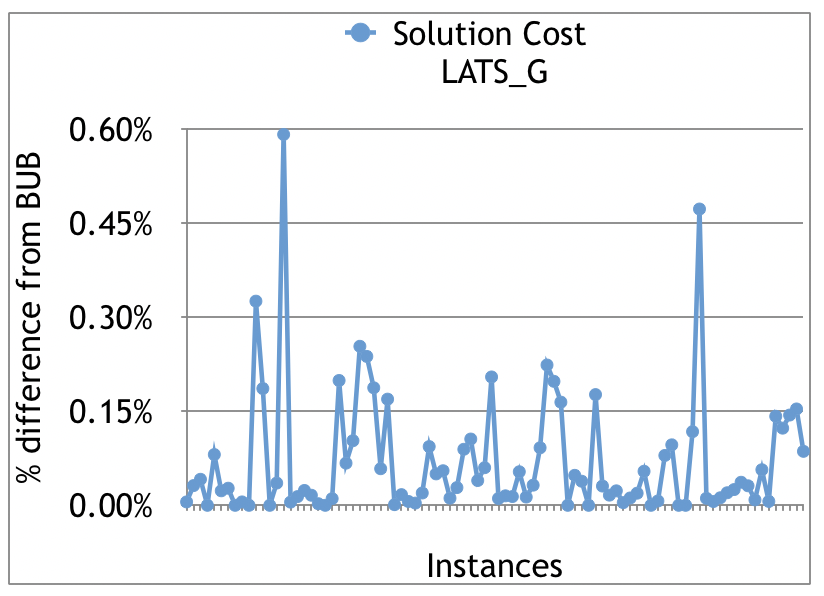 Solution Cost
LATS_G
0.60%
0.45%
0.30%
0.15%
0.00%
% difference from BUB
Instances